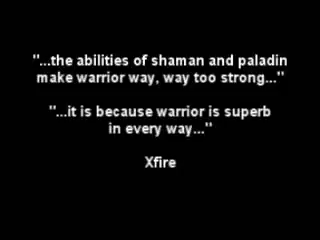 "...the abilities of shaman and paladin
make warrior way, way too strong..."
"...it is because warrior is superb
in every way..."
Xfire